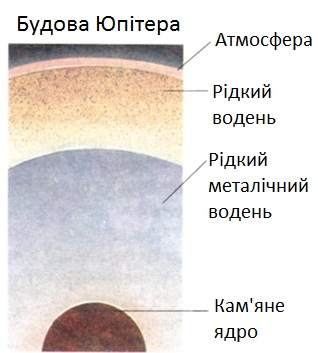 Будова Юпітера
Атмосфера
Рідкий
водень
Рідкий
металічний
водень
Кам'яне
ядро